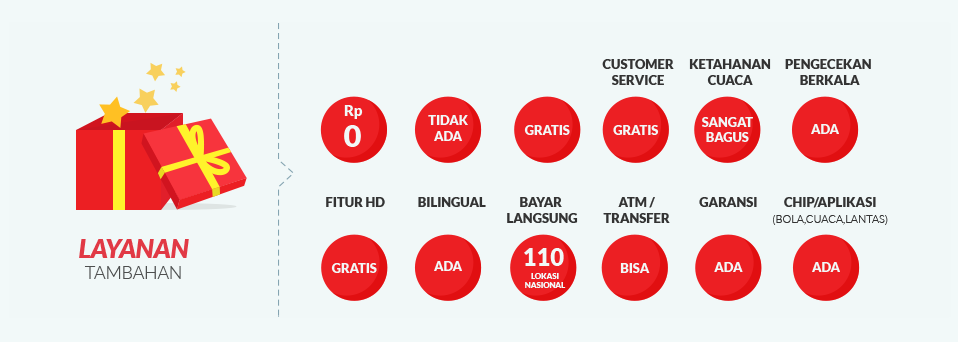 LAYANAN
TAMBAHAN
CUSTOMER
SERVICE
KETAHANAN
CUACA
PENGECEKAN
BERKALA
Rp
0
TIDAK
ADA
GRATIS
GRATIS
SANGAT
BAGUS
ADA
FITUR HD
BILINGUAL
BAYAR
LANGSUNG
ATM /
TRANSFER
GARANSI
CHIP/APLIKASI
(BOLA,CUACA,LANTAS)
GRATIS
ADA
110
LOKASI
NASIONAL
BISA
ADA
ADA